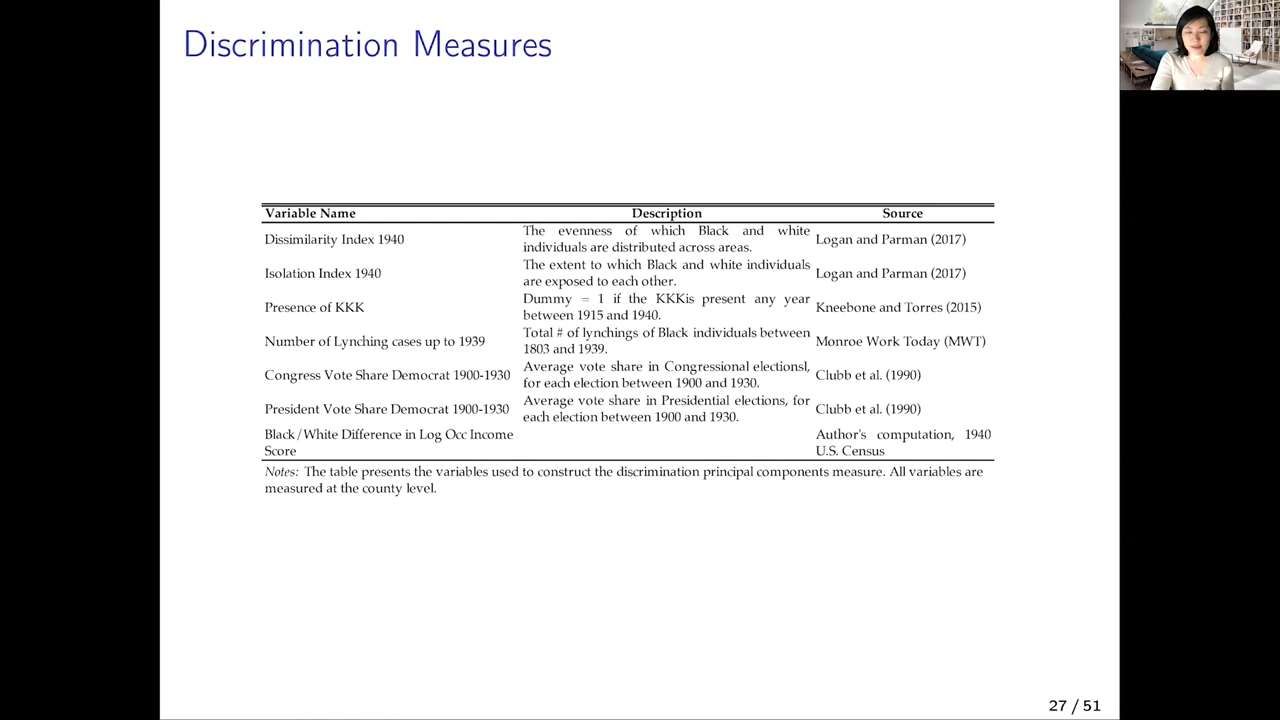 Discrimination Measures
Variable Name Description Source
Dissimilarity Index 1940
The evenness of which Black and white
individuals are distributed across areas.
Logan and Parman (2017)
Isolation Index 1940
The extent to which Black and white individuals
are exposed to each other.
Logan and Parman (2017)
Presence of KKK
Dummy = 1 if the KKKis present any year
between 1915 and 1940.
Kneebone and Torres (2015)
Number of Lynching cases up to 1939
Total # of lynchings of Black individuals between
1803 and 1939.
Monroe Work Today (MWT)
Congress Vote Share Democrat 1900-1930
Average vote share in Congressional electionsl,
for each election between 1900 and 1930.
Clubb et al. (1990)
President Vote Share Democrat 1900-1930
Average vote share in Presidential elections, for
each election between 1900 and 1930.
Clubb et al. (1990)
Black/White Difference in Log Occ Income
Score
Author's computation, 1940
U.S. Census
Notes: The table presents the variables used to construct the discrimination principal components measure. All variables are
measured at the county level.
27 / 51